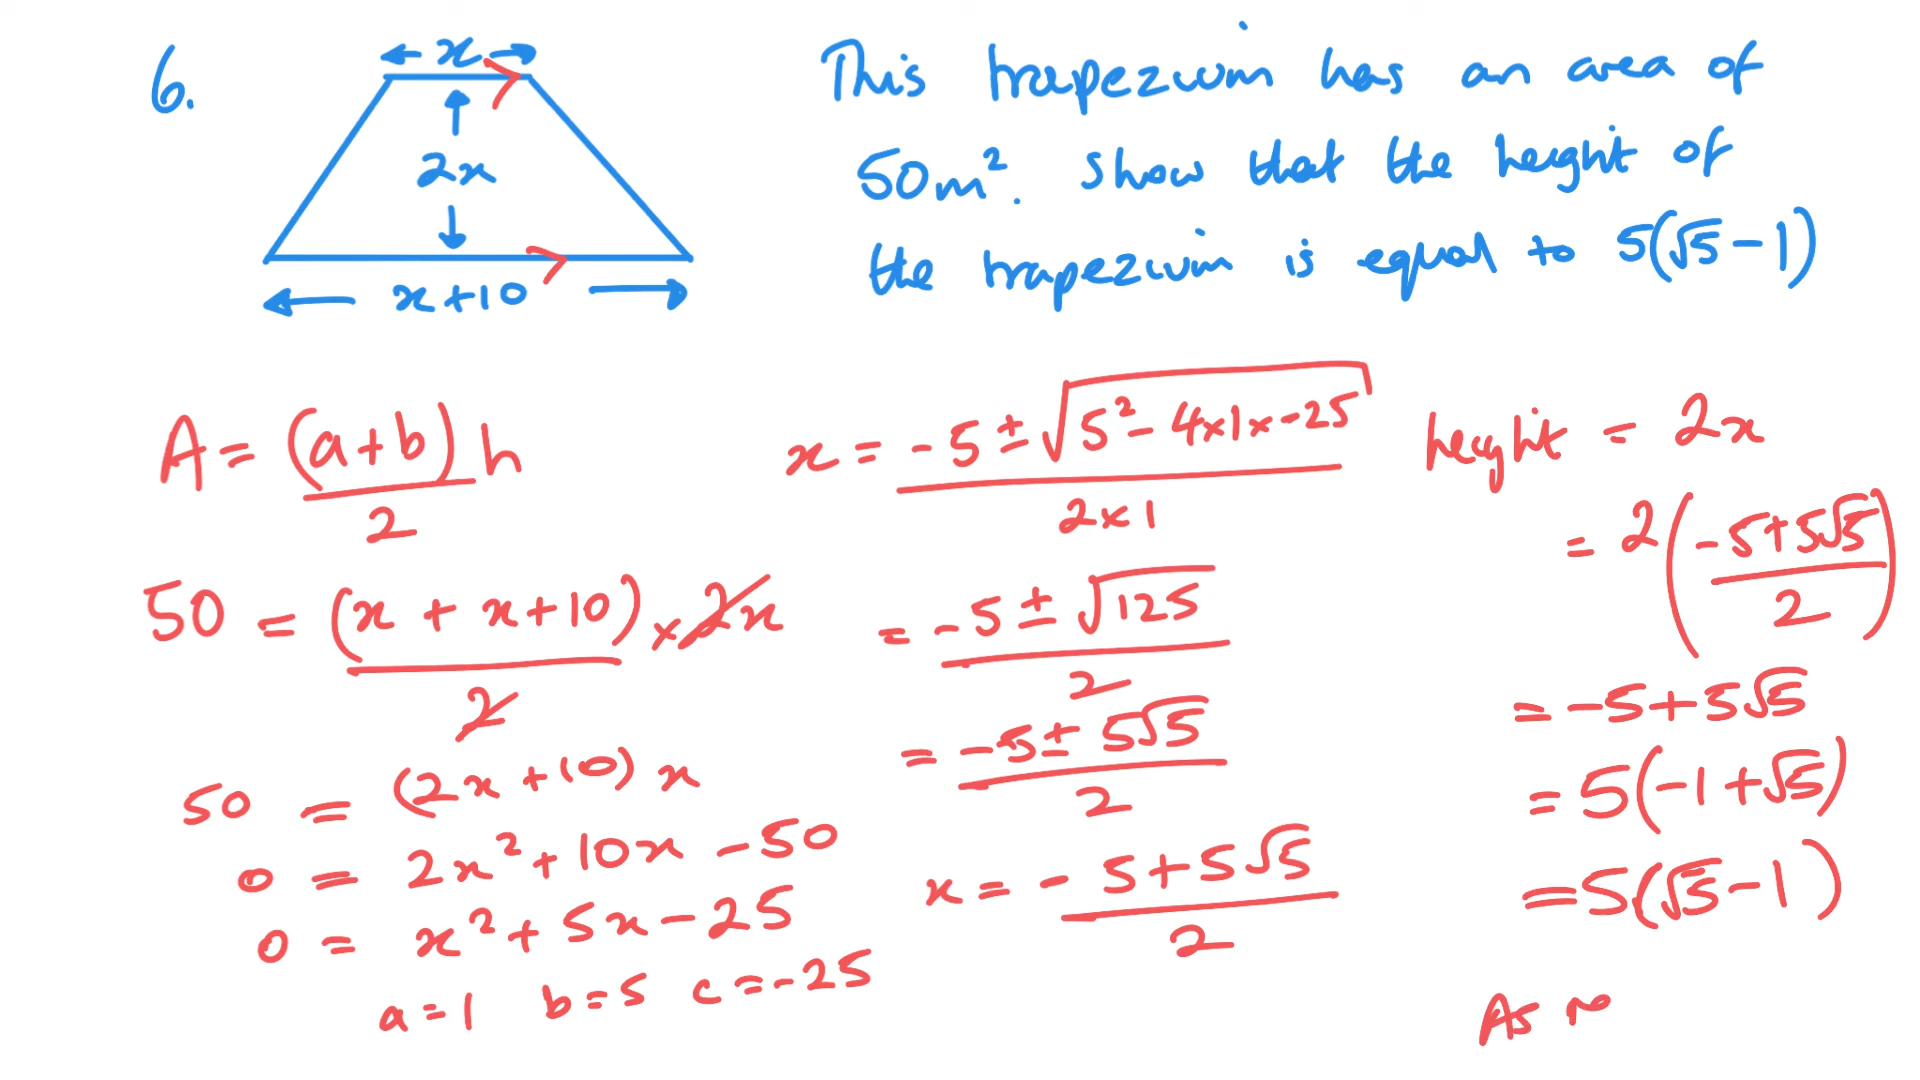 6.
x
2x
x+10
This trapezium has an area of
50m². Show that the height of
the trapezium is equal to 5(√5-1)
A = (a+b)h/2
50 = (x + x+10)/2 × 2x
50 = (2x+10)x
0 = 2x²+10x-50
0 = x²+5x-25
a=1 b=5 c=-25
x = (-5±√(5²-4×1×-25))/(2×1)
= (-5±√125)/2
= (-5±5√5)/2
x = (-5+5√5)/2
height = 2x
= 2((-5+5√5)/2)
= -5+5√5
= 5(-1+√5)
= 5(√5-1)
As